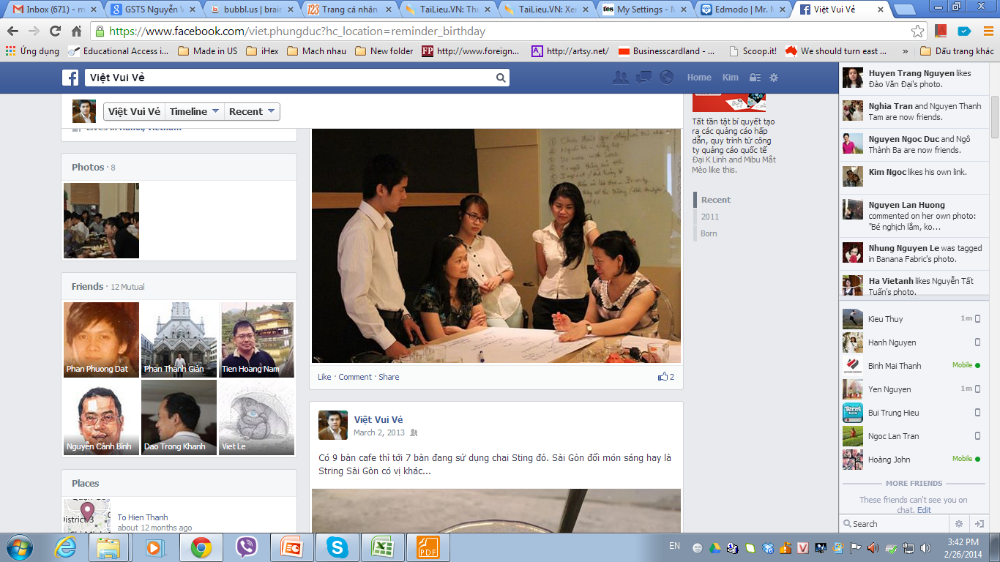 Inbox (671) - m
GSTS Nguyễn V
bubbl.us | brair
Trang cá nhân
TaiLieu.VN: Thu
TaiLieu.VN: Xer
My Settings - M
Edmodo | Mr. M
Việt Vui Vẻ
https://www.facebook.com/viet.phungduc?hc_location=reminder_birthday
Ứng dụng
Educational Access i...
Made in US
iHex
Mach nhau
New folder
http://www.foreign...
http://artsy.net/
Businesscardland - ...
Scoop.it!
We should turn east ...
»
Dấu trang khác
Việt Vui Vẻ
Home
Kim
Việt Vui Vẻ
Timeline
Recent
Lives in Hanoi, Vietnam
Photos · 8
Friends · 12 Mutual
Phan Phuong Dat
Phan Thanh Giản
Tien Hoang Nam
Nguyễn Cảnh Bình
Dao Trong Khanh
Viet Le
Places
To Hien Thanh
about 12 months ago
Like · Comment · Share
2
Việt Vui Vẻ
March 2, 2013
Có 9 bàn cafe thì tới 7 bàn đang sử dụng chai Sting đó. Sài Gòn đổi món sáng hay là
String Sài Gòn có vị khác...
Tất tần tật bí quyết tạo
ra các quảng cáo hấp
dẫn, quy trình từ công
ty quảng cáo quốc tế
Đại K Linh and Mibu Mắt
Mèo like this.
Recent
2011
Born
Huyen Trang Nguyen likes
Đào Văn Đại's photo.
Nghia Tran and Nguyen Thanh
Tam are now friends.
Nguyen Ngoc Duc and Ngô
Thành Ba are now friends.
Kim Ngoc likes his own link.
Nguyen Lan Huong
commented on her own photo:
"Bé nghịch lắm, ko...
Nhung Nguyen Le was tagged
in Banana Fabric's photo.
Ha Vietanh likes Nguyễn Tất
Tuấn's photo.
Kieu Thuy 1m
Hanh Nguyen
Binh Mai Thanh Mobile
Yen Nguyen 1m
Bui Trung Hieu
Ngoc Lan Tran
Hoàng John Mobile
MORE FRIENDS
These friends can't see you on
chat. Edit
Search
EN
3:42 PM
2/26/2014